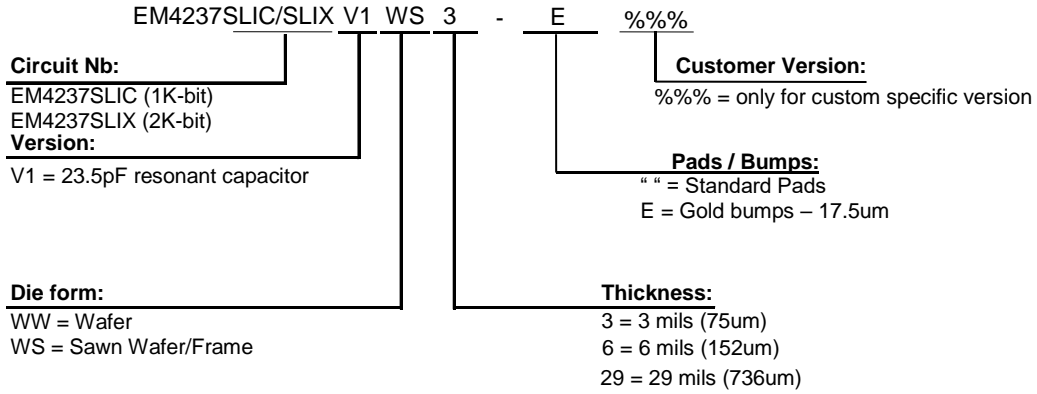 EM4237SLIC/SLIX V1 WS 3 - E %%%
Circuit Nb:
EM4237SLIC (1K-bit)
EM4237SLIX (2K-bit)
Version:
V1 = 23.5pF resonant capacitor
Customer Version:
%%% = only for custom specific version
Pads / Bumps:
“ “ = Standard Pads
E = Gold bumps – 17.5um
Die form:
WW = Wafer
WS = Sawn Wafer/Frame
Thickness:
3 = 3 mils (75um)
6 = 6 mils (152um)
29 = 29 mils (736um)